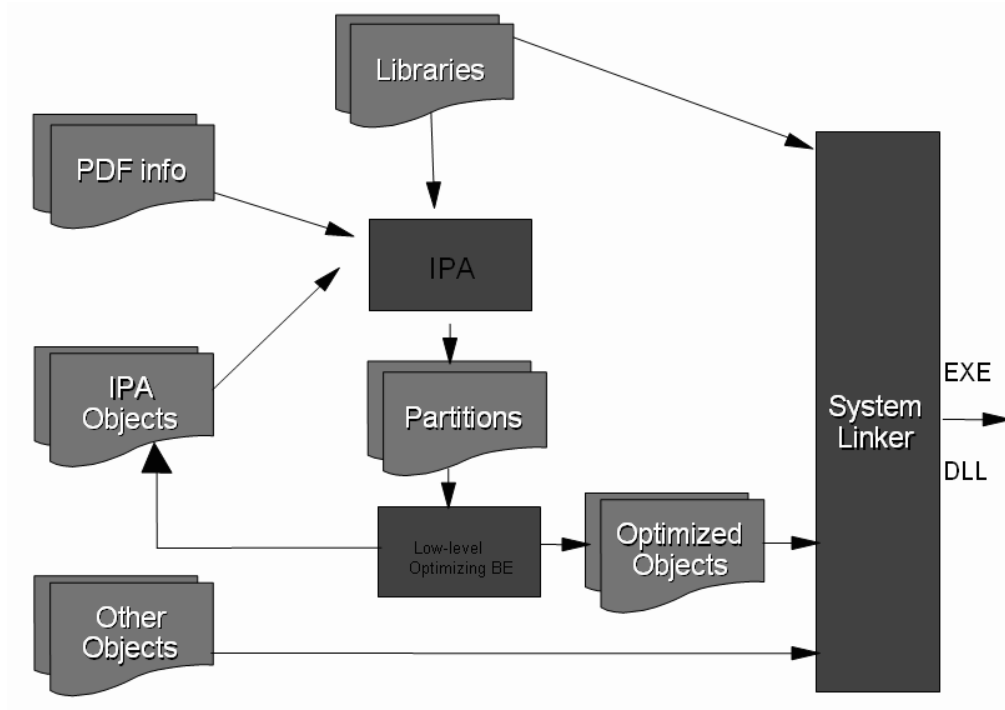 Libraries
PDF info
IPA
IPA
Objects
Partitions
System
Linker
EXE
DLL
Low-level
Optimizing BE
Optimized
Objects
Other
Objects